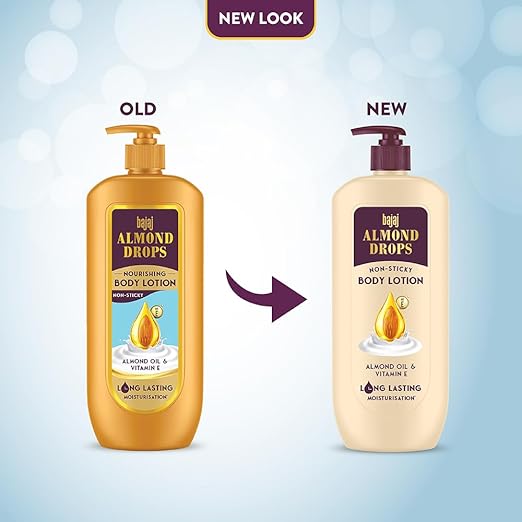 NEW LOOK
OLD
bajaj
ALMOND
DROPS
NOURISHING
BODY LOTION
NON-STICKY
ALMOND OIL &
VITAMIN E
LONG LASTING
MOISTURISATION*
NEW
bajaj
ALMOND
DROPS
NON-STICKY
BODY LOTION
ALMOND OIL &
VITAMIN E
LONG LASTING
MOISTURISATION*